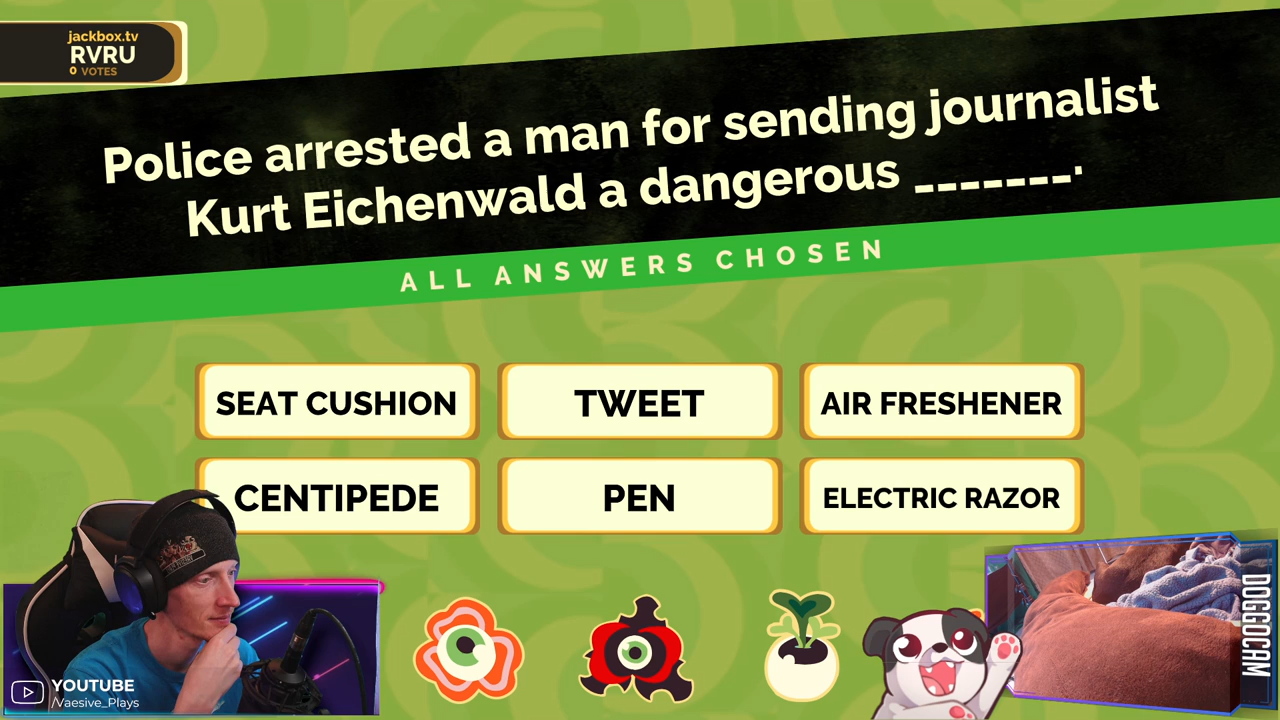 jackbox.tv
RVRU
0 VOTES
Police arrested a man for sending journalist
Kurt Eichenwald a dangerous _______.
ALL ANSWERS CHOSEN
SEAT CUSHION
TWEET
AIR FRESHENER
CENTIPEDE
PEN
ELECTRIC RAZOR
DOGGOCAM
YOUTUBE
/Vaesive_Plays